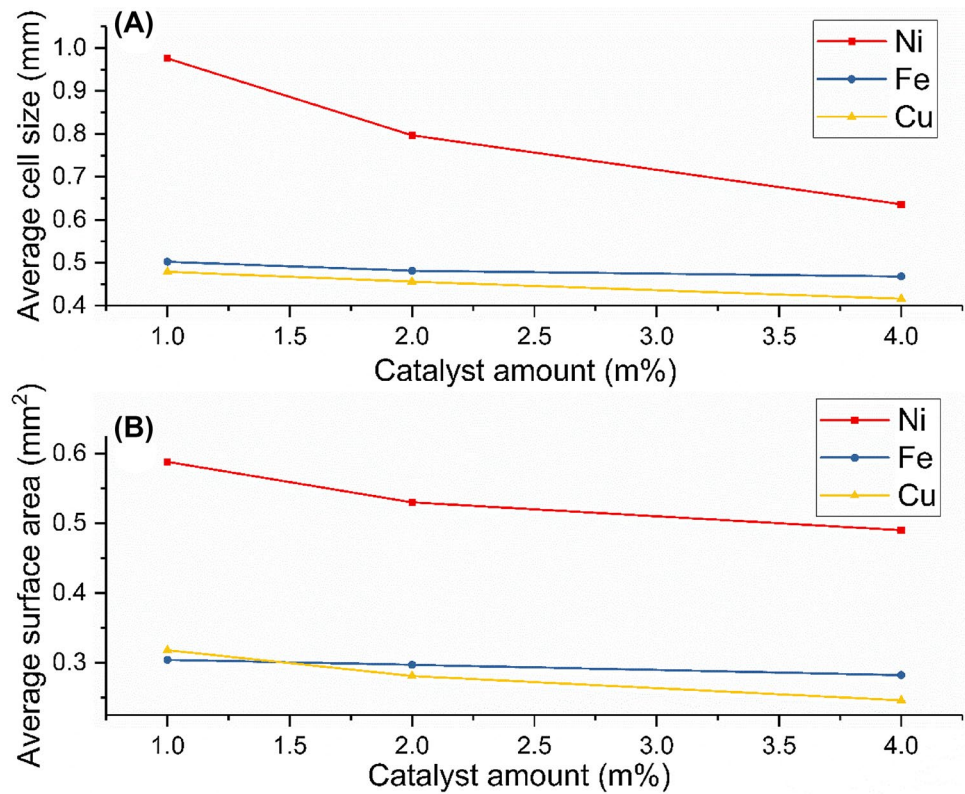 (A)
Average cell size (mm)
1.0
0.9
0.8
0.7
0.6
0.5
0.4
Ni
Fe
Cu
1.0 1.5 2.0 2.5 3.0 3.5 4.0
Catalyst amount (m%)
(B)
Average surface area (mm²)
0.6
0.5
0.4
0.3
Ni
Fe
Cu
1.0 1.5 2.0 2.5 3.0 3.5 4.0
Catalyst amount (m%)